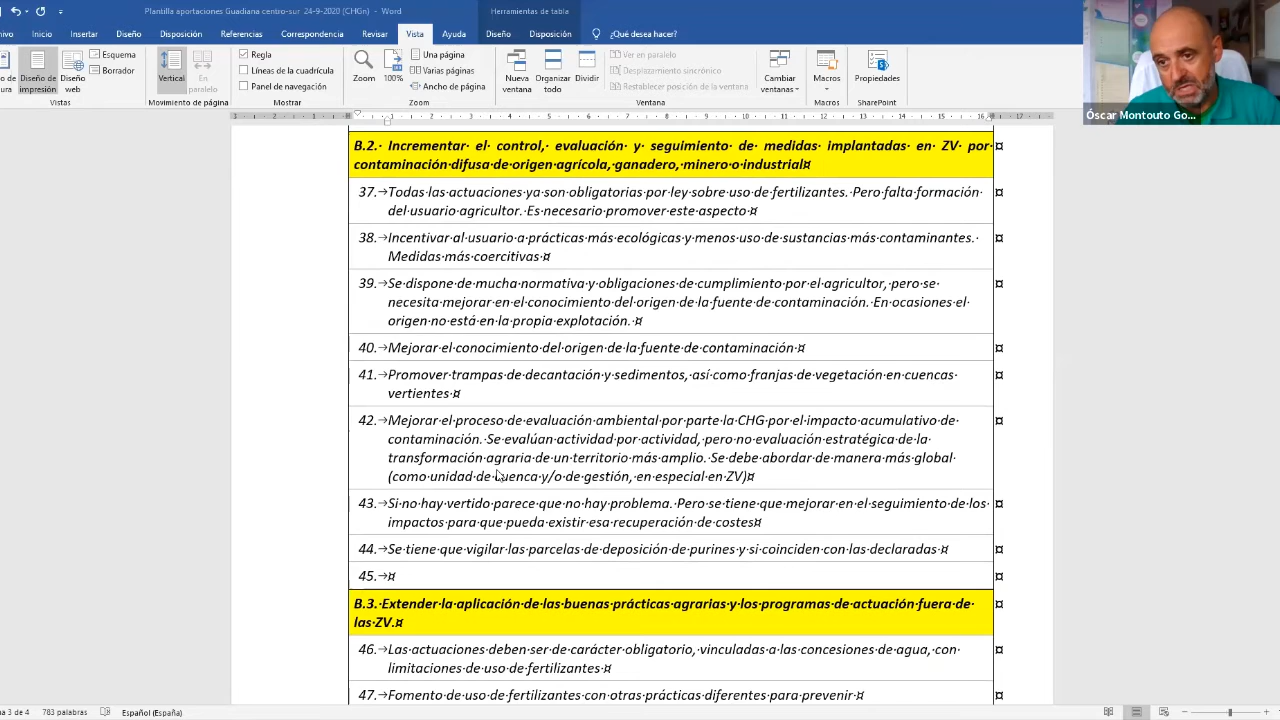 Plantilla aportaciones Guadiana centro-sur 24-9-2020 (CHGn) - Word
Herramientas de tabla
Inicio Insertar Diseño Disposición Referencias Correspondencia Revisar Vista Ayuda Diseño Disposición ¿Qué desea hacer?
Diseño de impresión
Diseño web
Esquema
Borrador
Vistas
Vertical
En paralelo
Movimiento de página
Regla
Líneas de la cuadrícula
Panel de navegación
Mostrar
Zoom
100%
Una página
Varias páginas
Ancho de página
Zoom
Nueva ventana
Organizar todo
Dividir
Ver en paralelo
Desplazamiento sincrónico
Restablecer posición de la ventana
Ventana
Cambiar ventanas
Macros
Macros
Propiedades
SharePoint
Óscar Montouto Go...
B.2. Incrementar el control, evaluación y seguimiento de medidas implantadas en ZV por
contaminación difusa de origen agrícola, ganadero, minero o industrial
37. Todas las actuaciones ya son obligatorias por ley sobre uso de fertilizantes. Pero falta formación
del usuario agricultor. Es necesario promover este aspecto
38. Incentivar al usuario a prácticas más ecológicas y menos uso de sustancias más contaminantes.
Medidas más coercitivas
39. Se dispone de mucha normativa y obligaciones de cumplimiento por el agricultor, pero se
necesita mejorar en el conocimiento del origen de la fuente de contaminación. En ocasiones el
origen no está en la propia explotación.
40. Mejorar el conocimiento del origen de la fuente de contaminación
41. Promover trampas de decantación y sedimentos, así como franjas de vegetación en cuencas
vertientes
42. Mejorar el proceso de evaluación ambiental por parte la CHG por el impacto acumulativo de
contaminación. Se evalúan actividad por actividad, pero no evaluación estratégica de la
transformación agraria de un territorio más amplio. Se debe abordar de manera más global
(como unidad de cuenca y/o de gestión, en especial en ZV)
43. Si no hay vertido parece que no hay problema. Pero se tiene que mejorar en el seguimiento de los
impactos para que pueda existir esa recuperación de costes
44. Se tiene que vigilar las parcelas de deposición de purines y si coinciden con las declaradas
45.
B.3. Extender la aplicación de las buenas prácticas agrarias y los programas de actuación fuera de
las ZV.
46. Las actuaciones deben ser de carácter obligatorio, vinculadas a las concesiones de agua, con
limitaciones de uso de fertilizantes
47. Fomento de uso de fertilizantes con otras prácticas diferentes para prevenir
3 de 4 783 palabras Español (España)